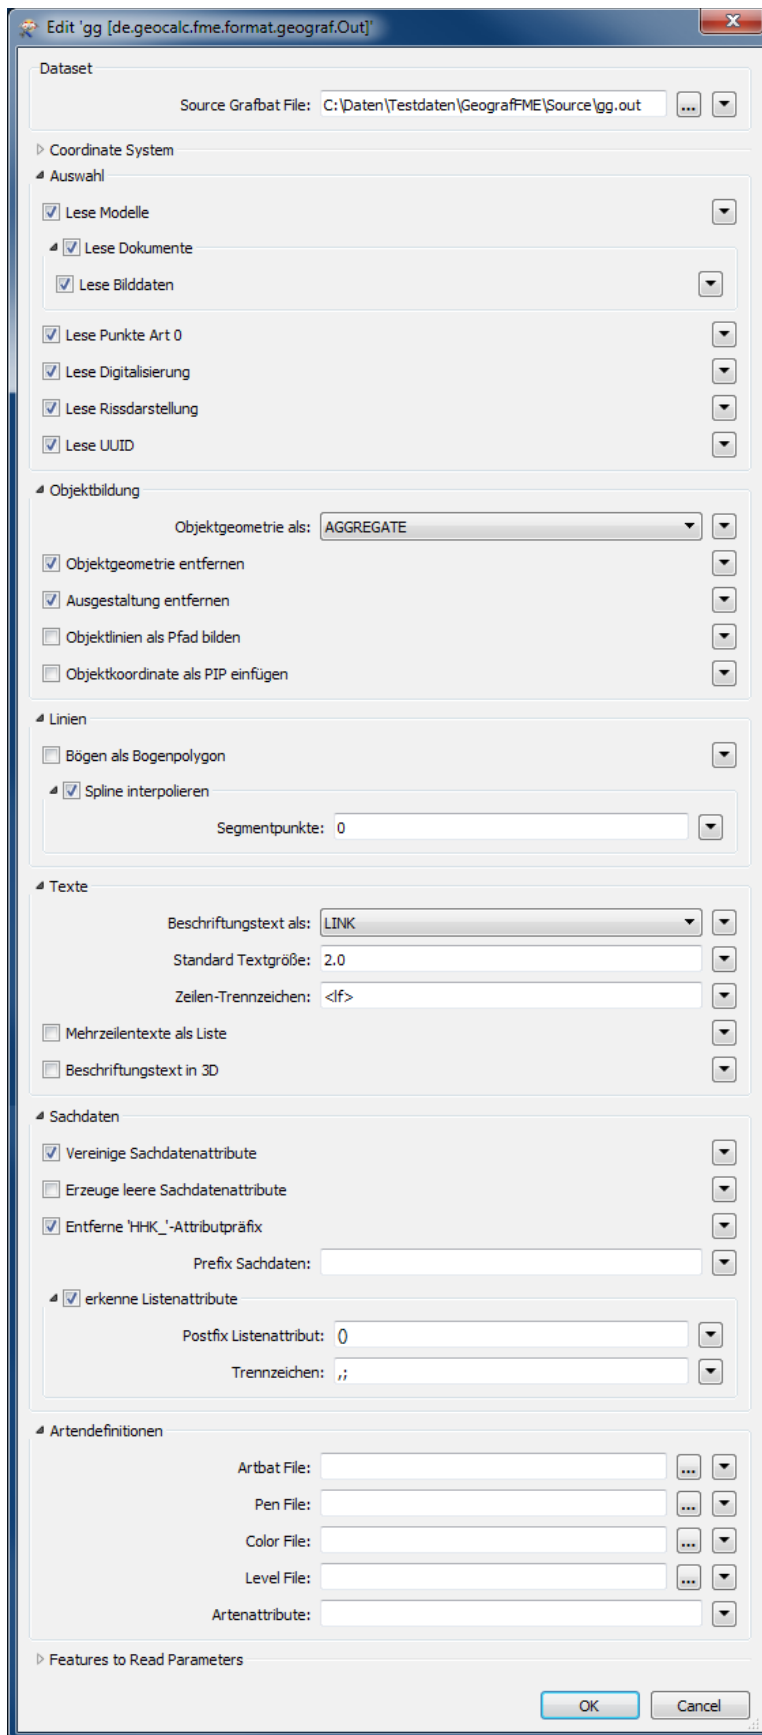 Edit 'gg [de.geocalc.fme.format.geograf.Out]'
Dataset
Source Grafbat File: C:\Daten\Testdaten\GeografFME\Source\gg.out ...
Coordinate System
Auswahl
Lese Modelle
Lese Dokumente
Lese Bilddaten
Lese Punkte Art 0
Lese Digitalisierung
Lese Rissdarstellung
Lese UUID
Objektbildung
Objektgeometrie als: AGGREGATE
Objektgeometrie entfernen
Ausgestaltung entfernen
Objektlinien als Pfad bilden
Objektkoordinate als PIP einfügen
Linien
Bögen als Bogenpolygon
Spline interpolieren
Segmentpunkte: 0
Texte
Beschriftungstext als: LINK
Standard Textgröße: 2.0
Zeilen-Trennzeichen: <lf>
Mehrzeilentexte als Liste
Beschriftungstext in 3D
Sachdaten
Vereinige Sachdatenattribute
Erzeuge leere Sachdatenattribute
Entferne 'HHK_'-Attributpräfix
Prefix Sachdaten:
erkenne Listenattribute
Postfix Listenattribut: ()
Trennzeichen: ,;
Artendefinitionen
Artbat File: ...
Pen File: ...
Color File: ...
Level File: ...
Artenattribute:
Features to Read Parameters
OK Cancel